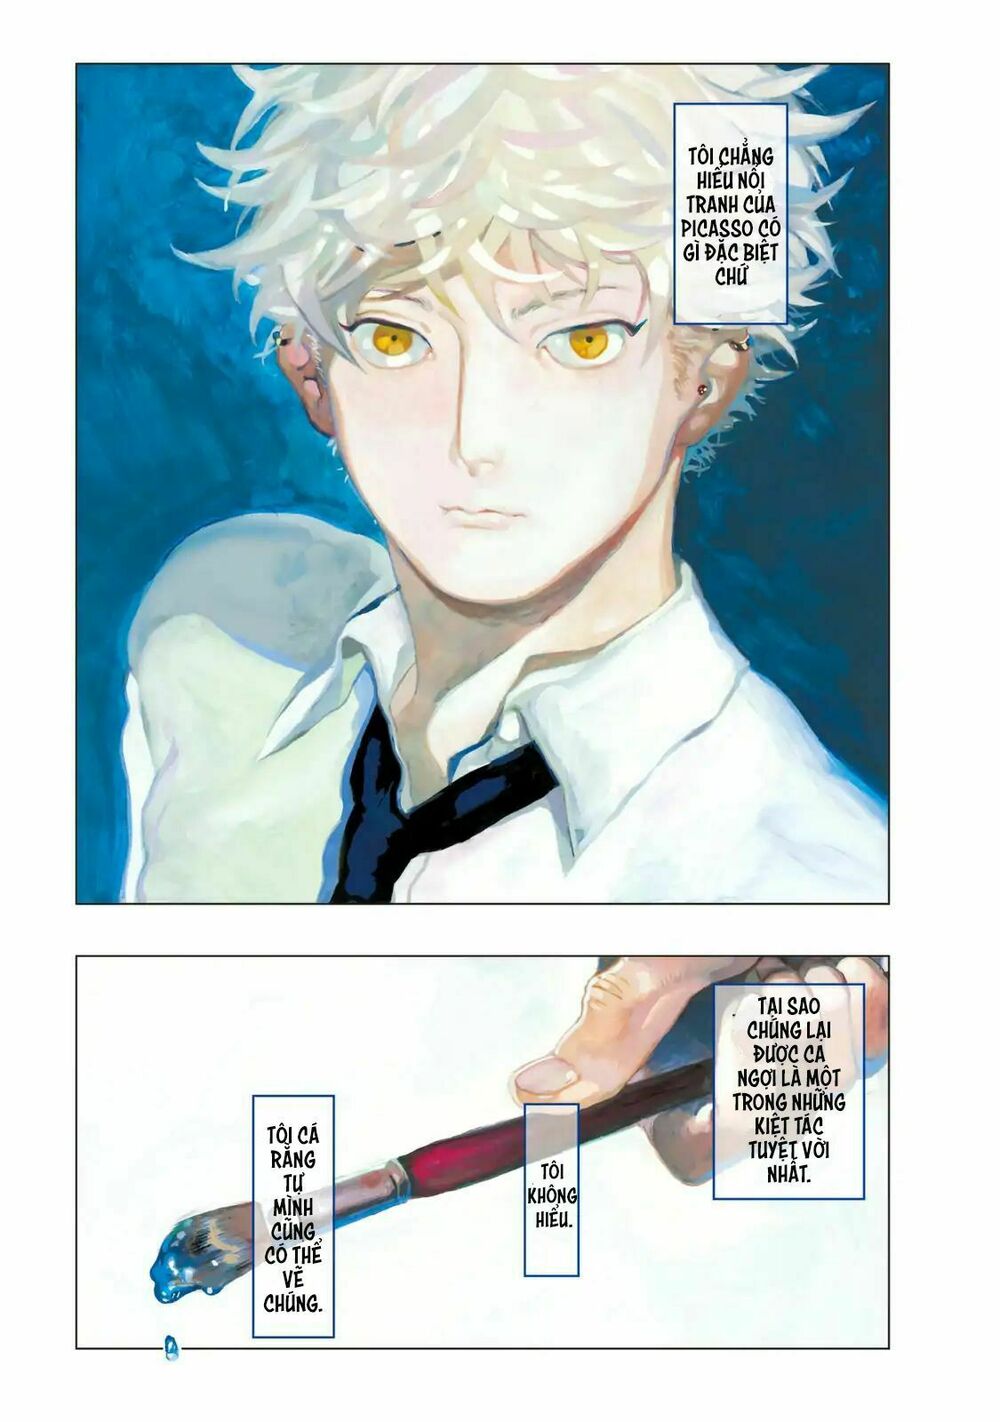 TÔI CHẲNG
HIỂU NỔI
TRANH CỦA
PICASSO CÓ
GÌ ĐẶC BIỆT
CHỨ
TẠI SAO
CHÚNG LẠI
ĐƯỢC CA
NGỢI LÀ MỘT
TRONG NHỮNG
KIỆT TÁC
TUYỆT VỜI
NHẤT.
TÔI
KHÔNG
HIỂU.
TÔI CÁ
RẰNG
TỰ
MÌNH
CŨNG
CÓ THỂ
VẼ
CHÚNG.